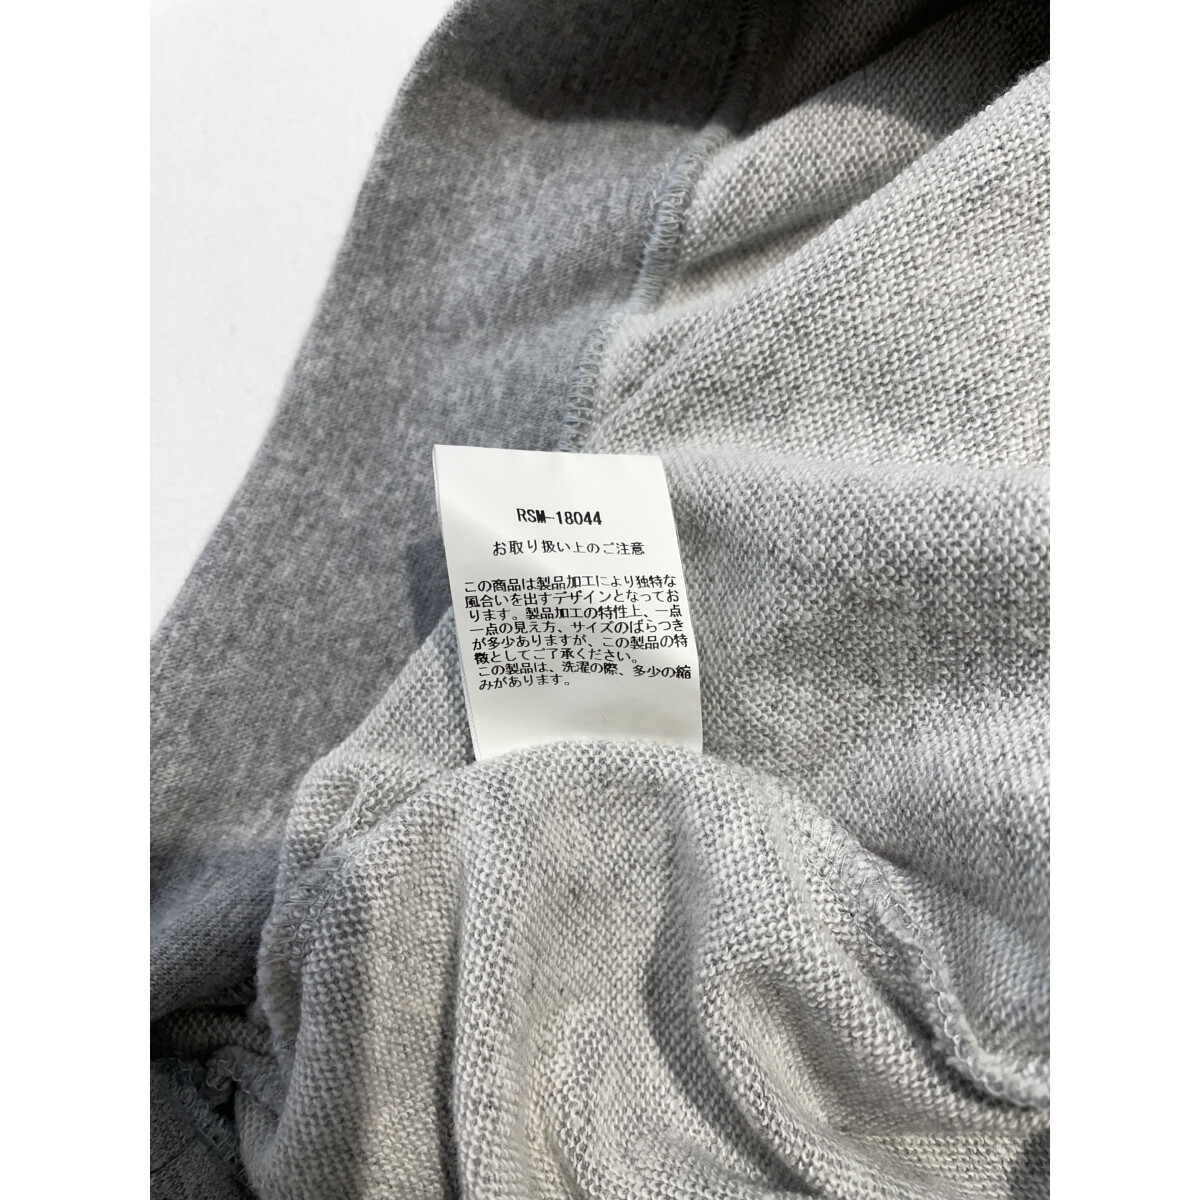 RSM-18044
お取り扱い上のご注意
この商品は製品加工により独特な
風合いを出すデザインとなってお
ります。製品加工の特性上、一点
一点の見え方、サイズのばらつき
が多少ありますが、この製品の特
徴としてご了承ください。
この製品は、洗濯の際、多少の縮
みがあります。